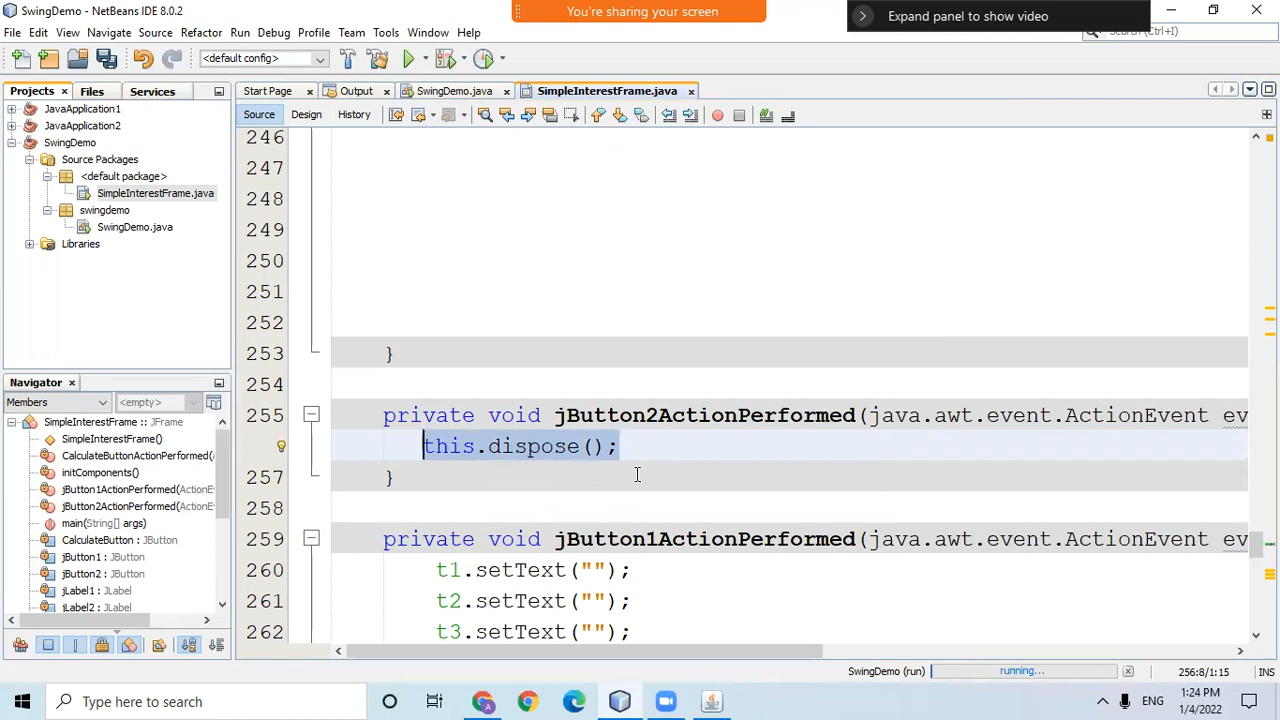 SwingDemo - NetBeans IDE 8.0.2
You're sharing your screen
Expand panel to show video
File Edit View Navigate Source Refactor Run Debug Profile Team Tools Window Help
Search (Ctrl+I)
<default config>
Projects Files Services
Start Page Output SwingDemo.java SimpleInterestFrame.java
Source Design History
JavaApplication1
JavaApplication2
SwingDemo
Source Packages
<default package>
SimpleInterestFrame.java
swingdemo
SwingDemo.java
Libraries
Navigator
Members <empty>
SimpleInterestFrame :: JFrame
SimpleInterestFrame()
CalculateButtonActionPerformed(
initComponents()
jButton1ActionPerformed(ActionE
jButton2ActionPerformed(ActionE
main(String[] args)
CalculateButton : JButton
jButton1 : JButton
jButton2 : JButton
jLabel1 : JLabel
jLabel2 : JLabel
246
247
248
249
250
251
252
253 }
254
255 private void jButton2ActionPerformed(java.awt.event.ActionEvent ev
this.dispose();
257 }
258
259 private void jButton1ActionPerformed(java.awt.event.ActionEvent ev
260 t1.setText("");
261 t2.setText("");
262 t3.setText("");
SwingDemo (run) running... 256:8/1:15 INS
Type here to search
ENG
1:24 PM
1/4/2022